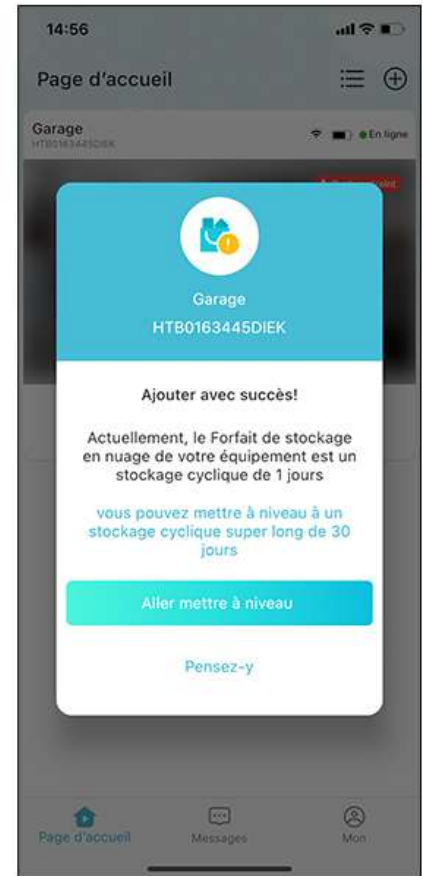 14:56
Page d'accueil
Garage
HTB0163445DIEK
En ligne
Garage
HTB0163445DIEK
Ajouter avec succès!
Actuellement, le Forfait de stockage
en nuage de votre équipement est un
stockage cyclique de 1 jours
vous pouvez mettre à niveau à un
stockage cyclique super long de 30
jours
Aller mettre à niveau
Pensez-y
Page d'accueil
Messages
Mon